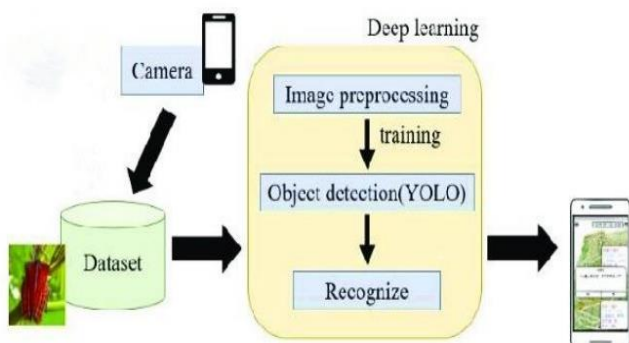 Deep learning
Camera
Image preprocessing
training
Object detection(YOLO)
Dataset
Recognize